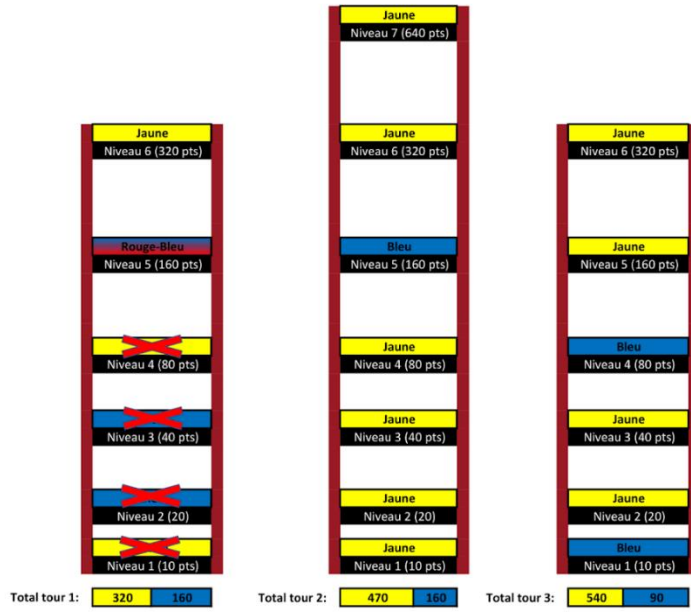 Jaune
Niveau 6 (320 pts)
Rouge-Bleu
Niveau 5 (160 pts)
Niveau 4 (80 pts)
Niveau 3 (40 pts)
Niveau 2 (20)
Niveau 1 (10 pts)
Total tour 1: 320 160
Jaune
Niveau 7 (640 pts)
Jaune
Niveau 6 (320 pts)
Bleu
Niveau 5 (160 pts)
Jaune
Niveau 4 (80 pts)
Jaune
Niveau 3 (40 pts)
Jaune
Niveau 2 (20)
Jaune
Niveau 1 (10 pts)
Total tour 2: 470 160
Jaune
Niveau 6 (320 pts)
Jaune
Niveau 5 (160 pts)
Bleu
Niveau 4 (80 pts)
Jaune
Niveau 3 (40 pts)
Jaune
Niveau 2 (20)
Bleu
Niveau 1 (10 pts)
Total tour 3: 540 90